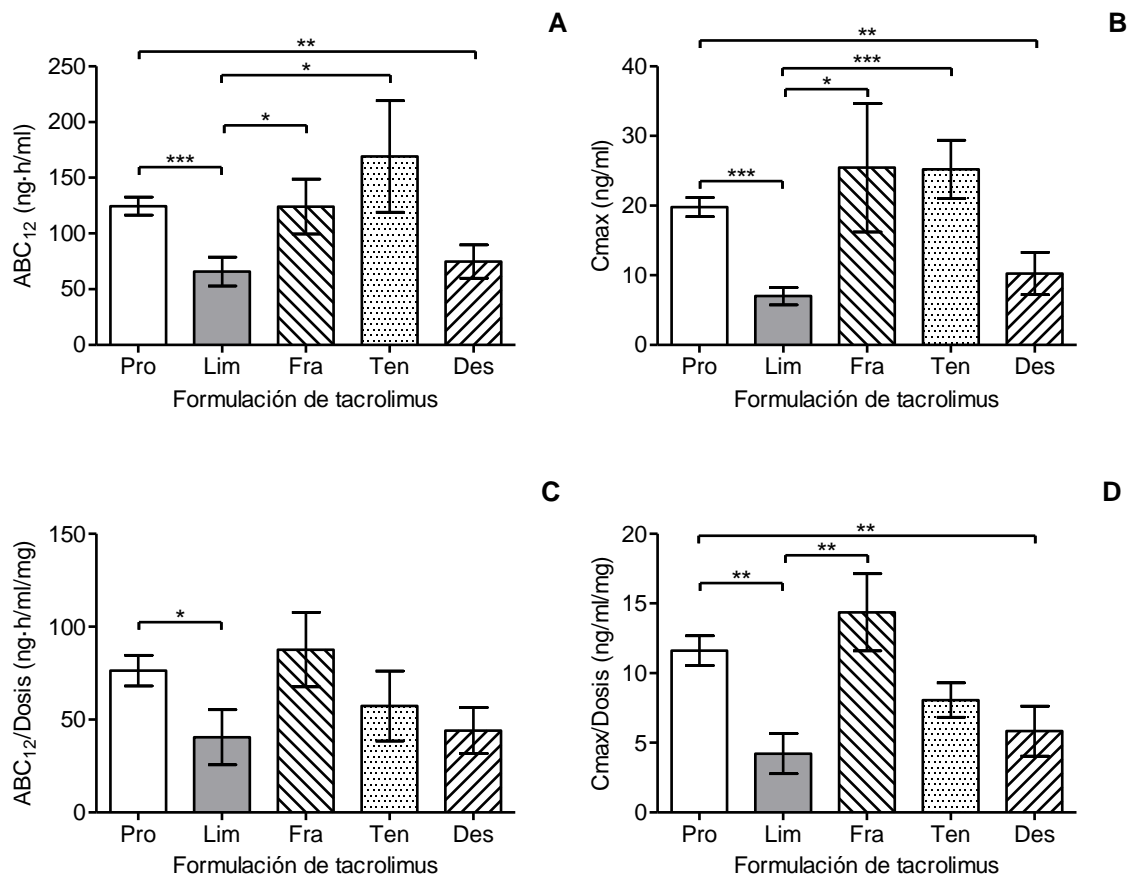 A
**
*
*
***
250
200
150
100
50
0
ABC12 (ng·h/ml)
Pro Lim Fra Ten Des
Formulación de tacrolimus
B
**
***
*
***
40
30
20
10
0
Cmax (ng/ml)
Pro Lim Fra Ten Des
Formulación de tacrolimus
C
*
150
100
50
0
ABC12/Dosis (ng·h/ml/mg)
Pro Lim Fra Ten Des
Formulación de tacrolimus
D
**
**
**
20
15
10
5
0
Cmax/Dosis (ng/ml/mg)
Pro Lim Fra Ten Des
Formulación de tacrolimus